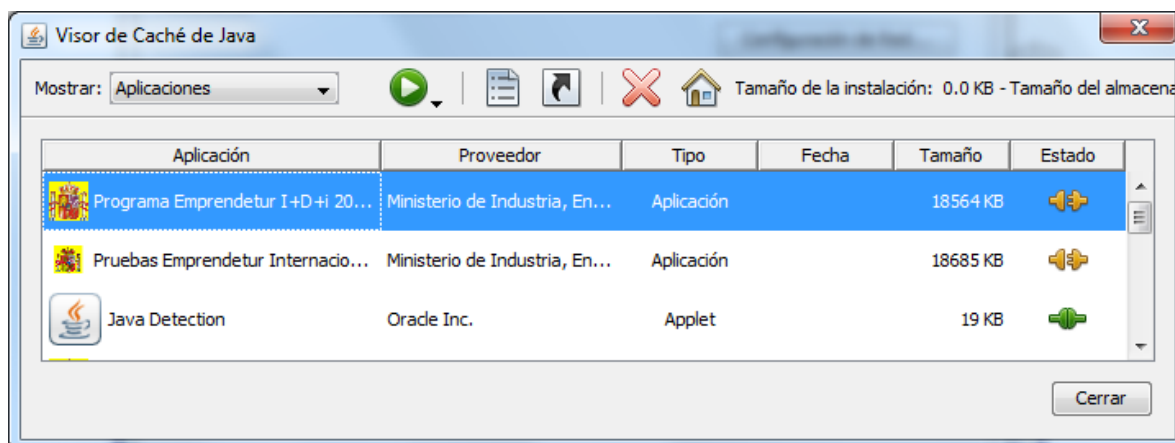 Visor de Caché de Java
Mostrar: Aplicaciones Tamaño de la instalación: 0.0 KB - Tamaño del almacena
Aplicación Proveedor Tipo Fecha Tamaño Estado
Programa Emprendetur I+D+i 20... Ministerio de Industria, En... Aplicación 18564 KB
Pruebas Emprendetur Internacio... Ministerio de Industria, En... Aplicación 18685 KB
Java Detection Oracle Inc. Applet 19 KB
Cerrar